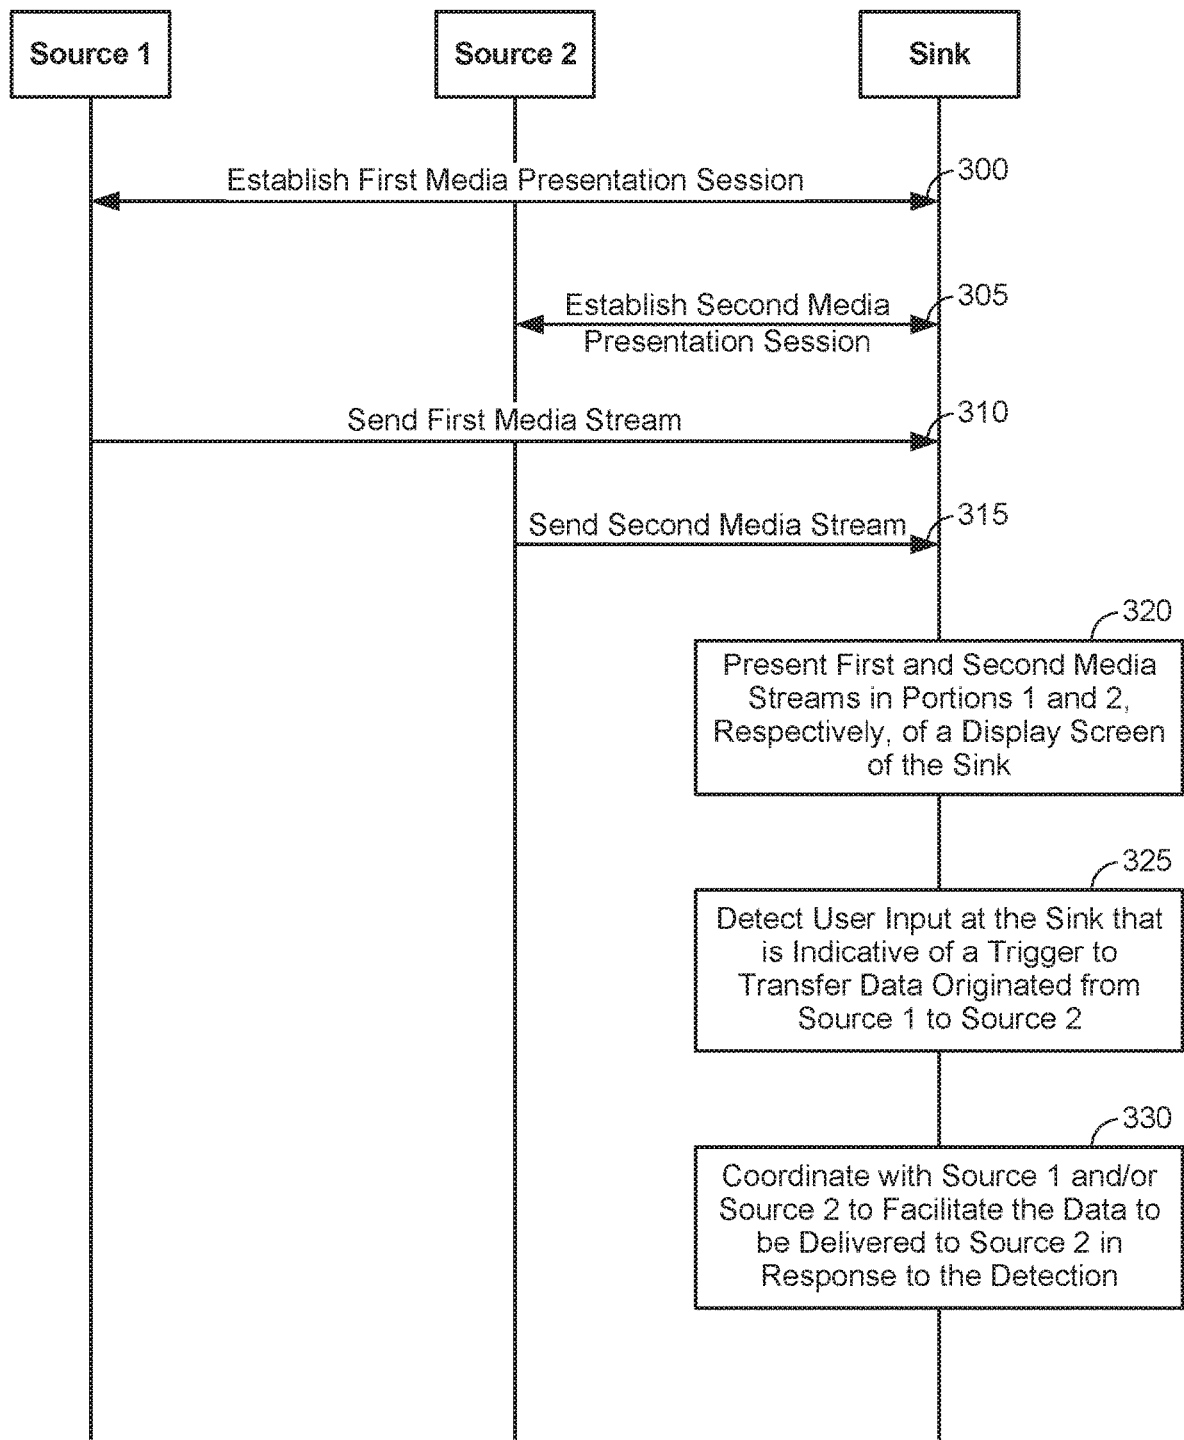 Source 1
Source 2
Sink
Establish First Media Presentation Session
300
Establish Second Media
Presentation Session
305
Send First Media Stream
310
Send Second Media Stream
315
320
Present First and Second Media
Streams in Portions 1 and 2,
Respectively, of a Display Screen
of the Sink
325
Detect User Input at the Sink that
is Indicative of a Trigger to
Transfer Data Originated from
Source 1 to Source 2
330
Coordinate with Source 1 and/or
Source 2 to Facilitate the Data to
be Delivered to Source 2 in
Response to the Detection